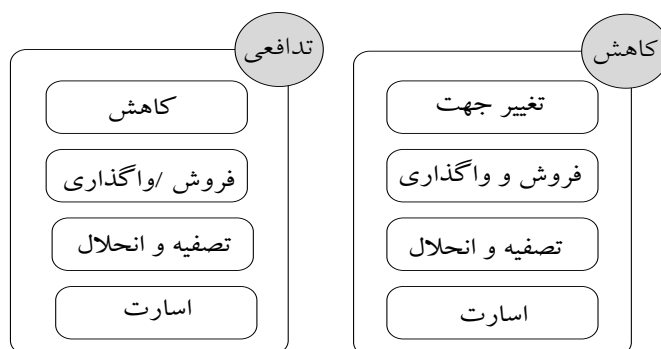 کاهش
تغییر جهت
فروش و واگذاری
تصفیه و انحلال
اسارت
تدافعی
کاهش
فروش /واگذاری
تصفیه و انحلال
اسارت